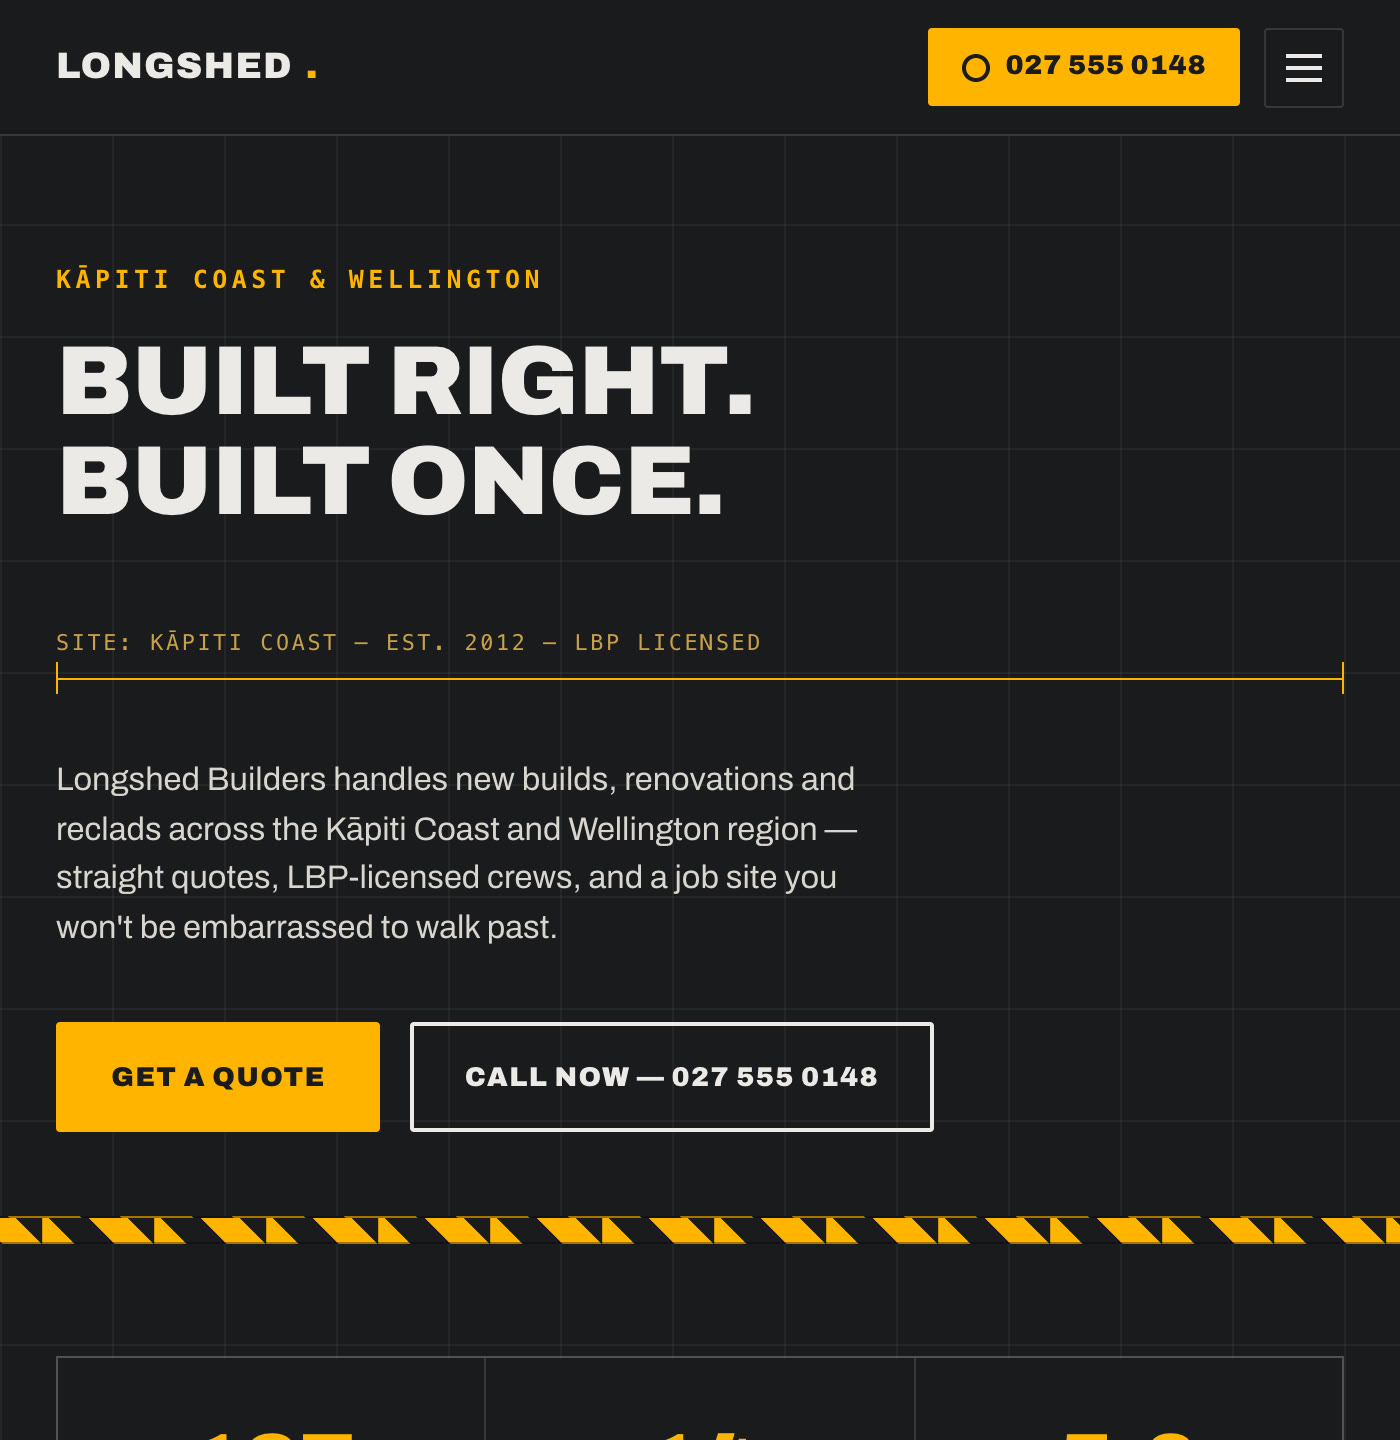 LONGSHED .
027 555 0148
KĀPITI COAST & WELLINGTON
BUILT RIGHT.
BUILT ONCE.
SITE: KĀPITI COAST — EST. 2012 — LBP LICENSED
Longshed Builders handles new builds, renovations and
reclads across the Kāpiti Coast and Wellington region —
straight quotes, LBP-licensed crews, and a job site you
won't be embarrassed to walk past.
GET A QUOTE
CALL NOW — 027 555 0148